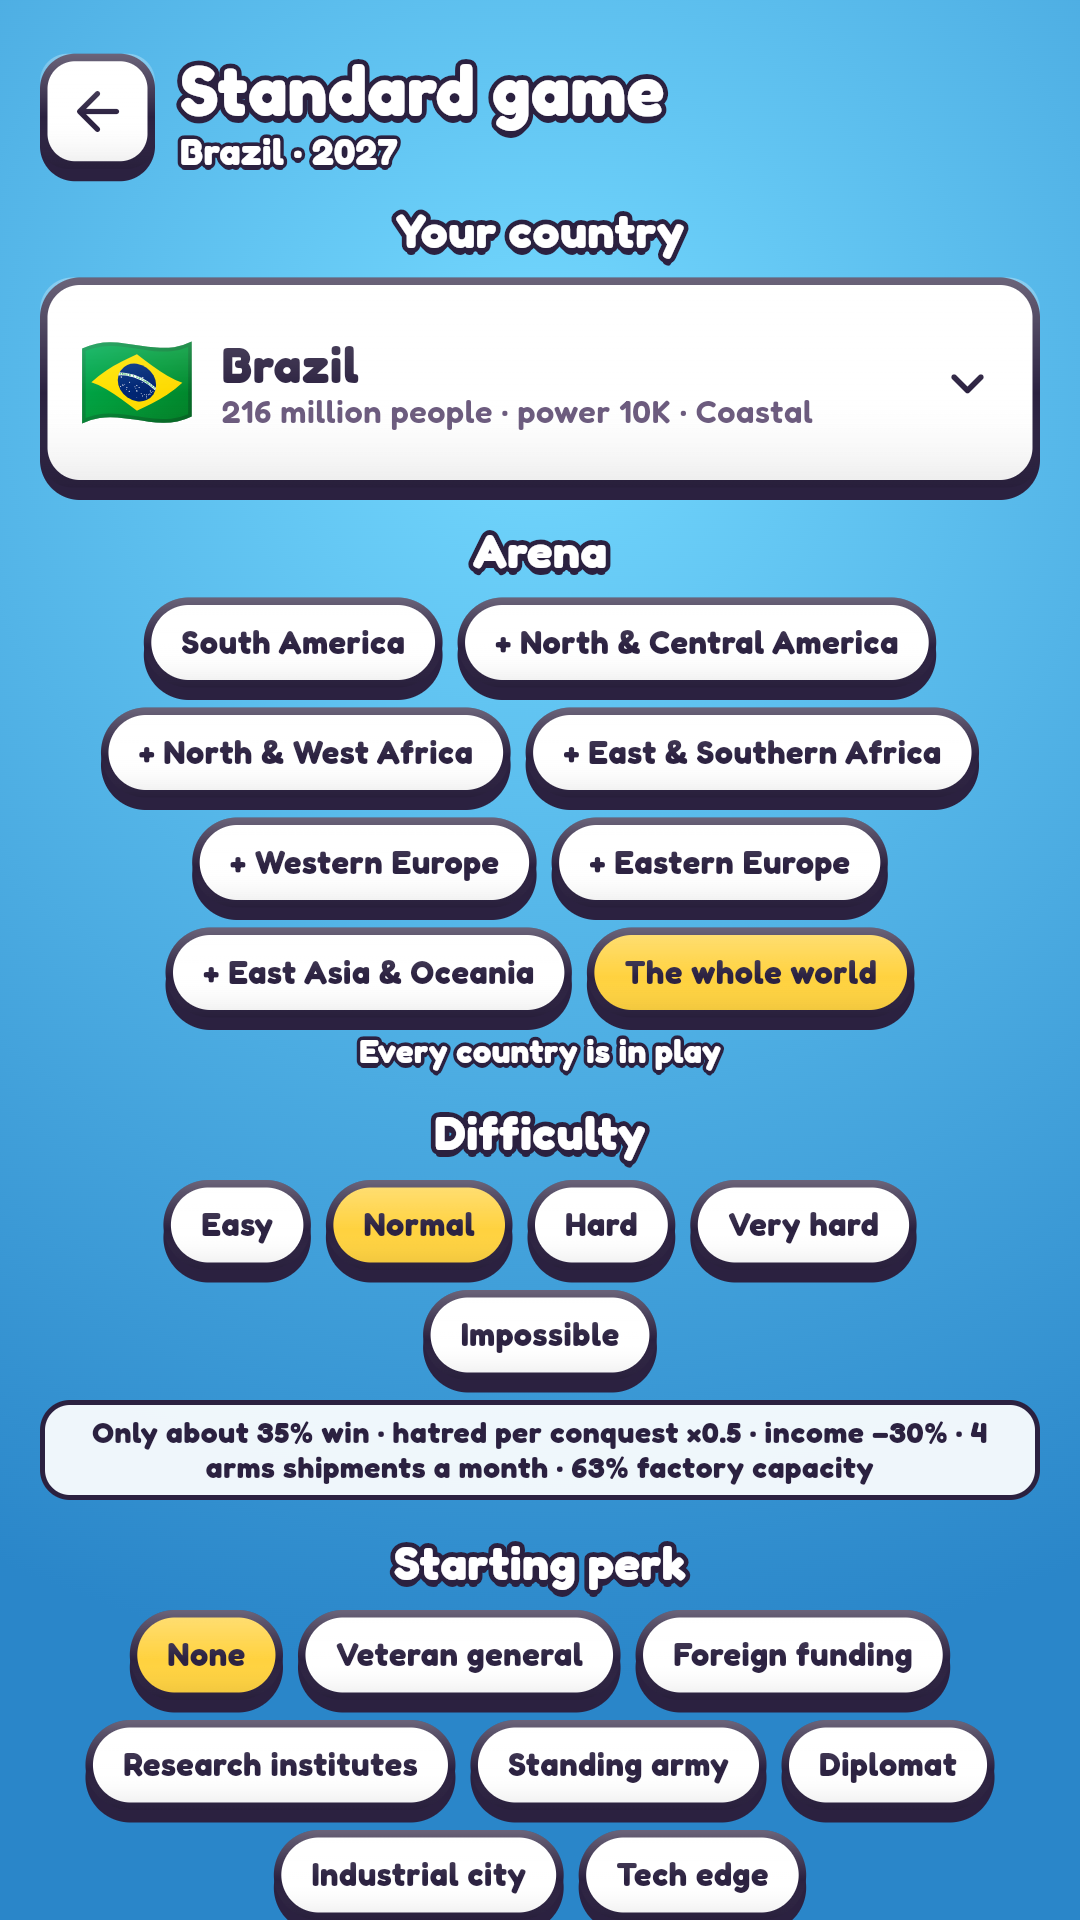 Standard game
Brazil · 2027
Your country
Brazil
216 million people · power 10K · Coastal
Arena
South America
+ North & Central America
+ North & West Africa
+ East & Southern Africa
+ Western Europe
+ Eastern Europe
+ East Asia & Oceania
The whole world
Every country is in play
Difficulty
Easy
Normal
Hard
Very hard
Impossible
Only about 35% win · hatred per conquest ×0.5 · income −30% · 4
arms shipments a month · 63% factory capacity
Starting perk
None
Veteran general
Foreign funding
Research institutes
Standing army
Diplomat
Industrial city
Tech edge